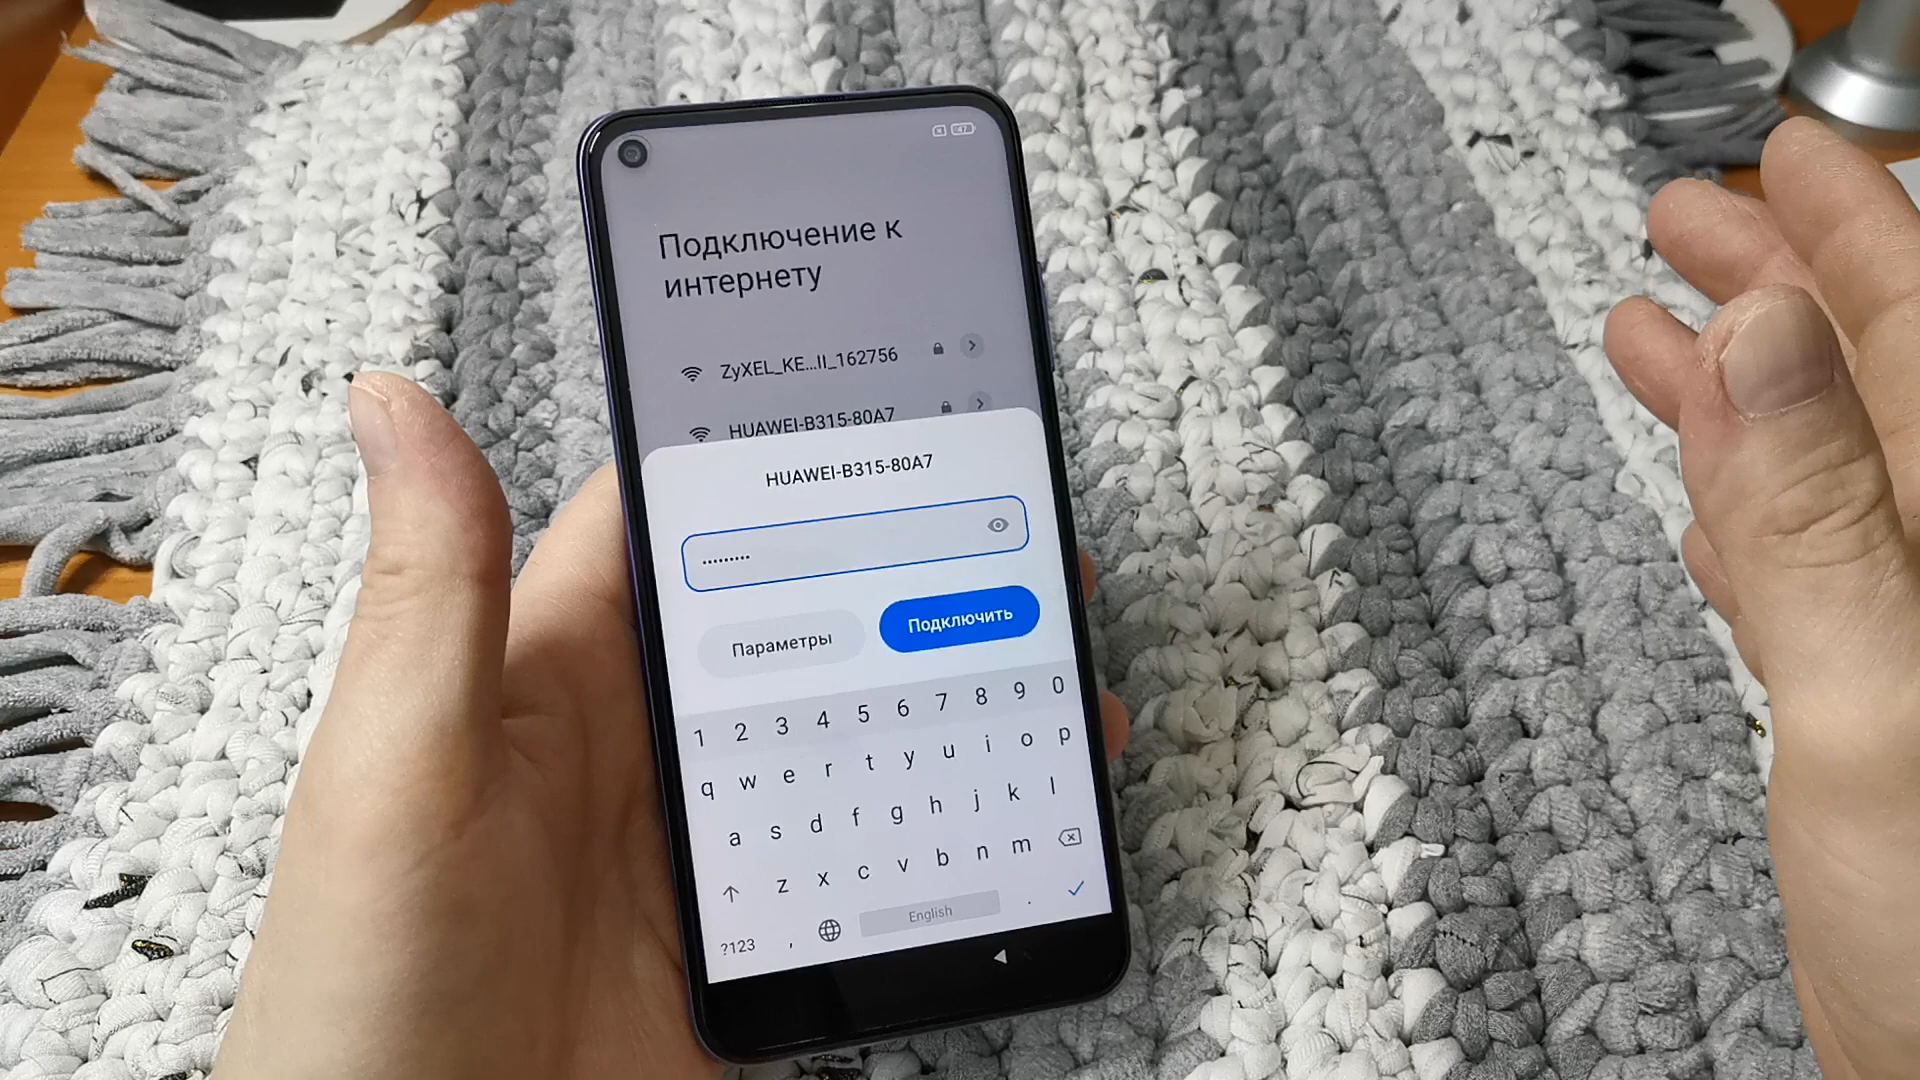 47
Подключение к
интернету
ZyXEL_KE...II_162756
HUAWEI-B315-80A7
HUAWEI-B315-80A7
•••••••••
Параметры
Подключить
1 2 3 4 5 6 7 8 9 0
q w e r t y u i o p
a s d f g h j k l
z x c v b n m
?123 , English .